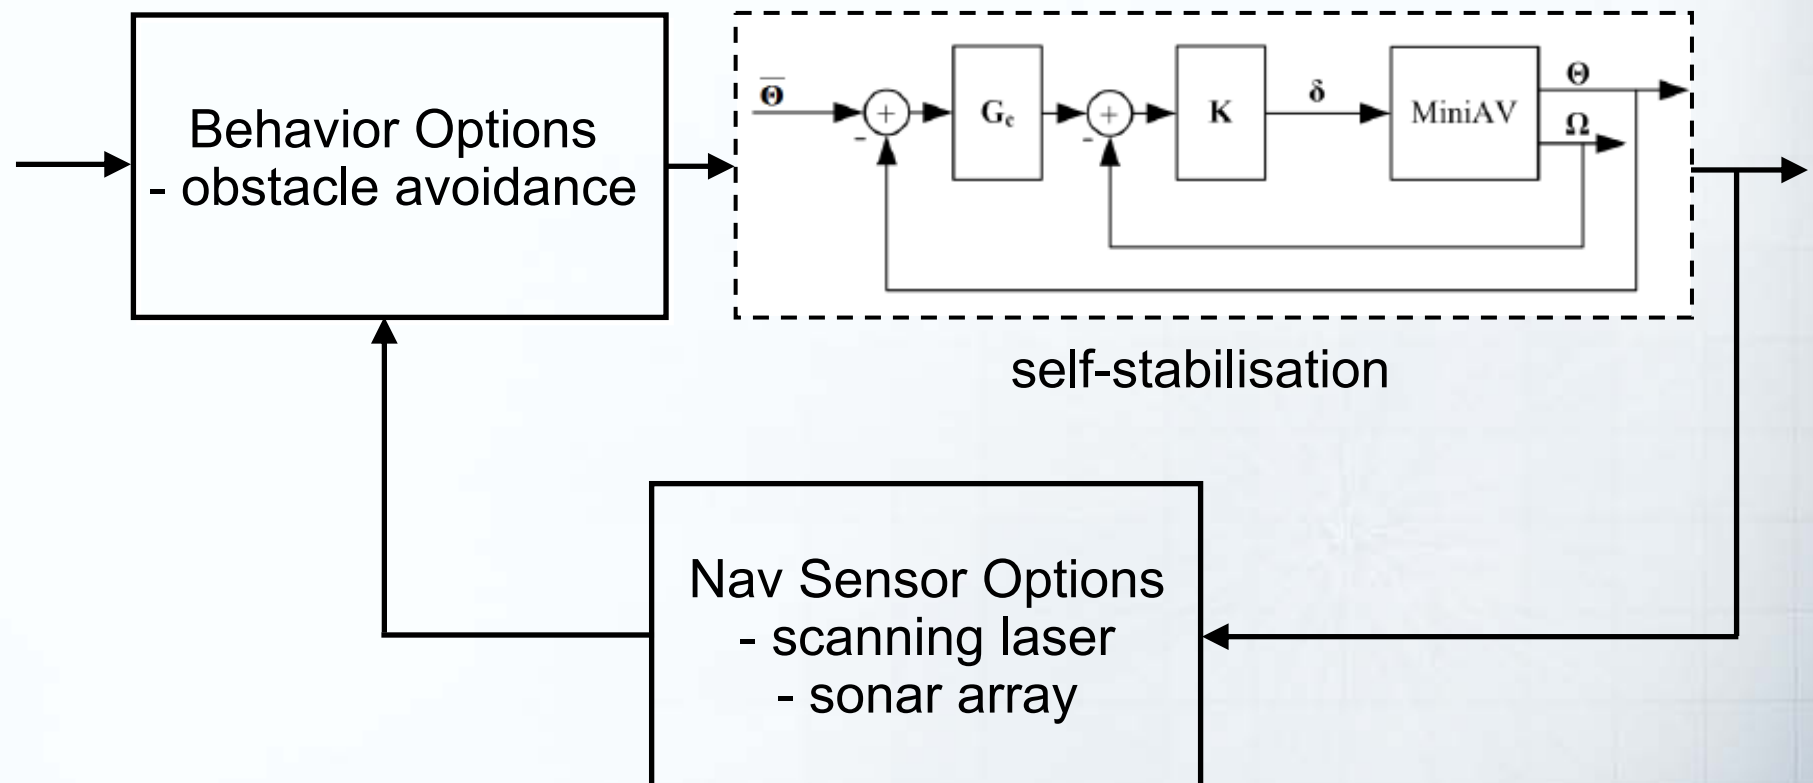 Behavior Options
- obstacle avoidance
Θ̅
+
-
G_c
+
-
K
δ
MiniAV
Θ
Ω
self-stabilisation
Nav Sensor Options
- scanning laser
- sonar array